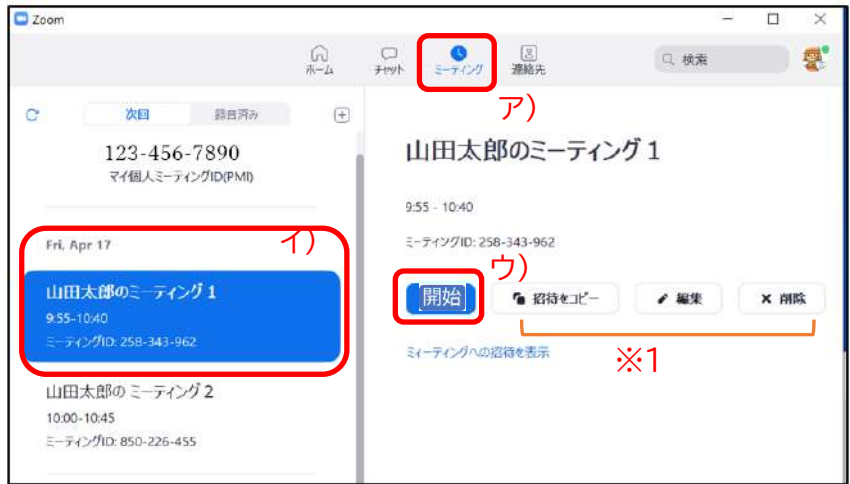 Zoom
ホーム
チャット
ミーティング
連絡先
検索
ア)
次回
録画済み
123-456-7890
マイ個人ミーティングID(PMI)
Fri, Apr 17
イ)
山田太郎のミーティング 1
9:55-10:40
ミーティングID: 258-343-962
山田太郎の ミーティング 2
10:00-10:45
ミーティングID: 850-226-455
山田太郎のミーティング 1
9:55 - 10:40
ミーティングID: 258-343-962
ウ)
開始
招待をコピー
編集
削除
※1
ミィーティングへの招待を表示